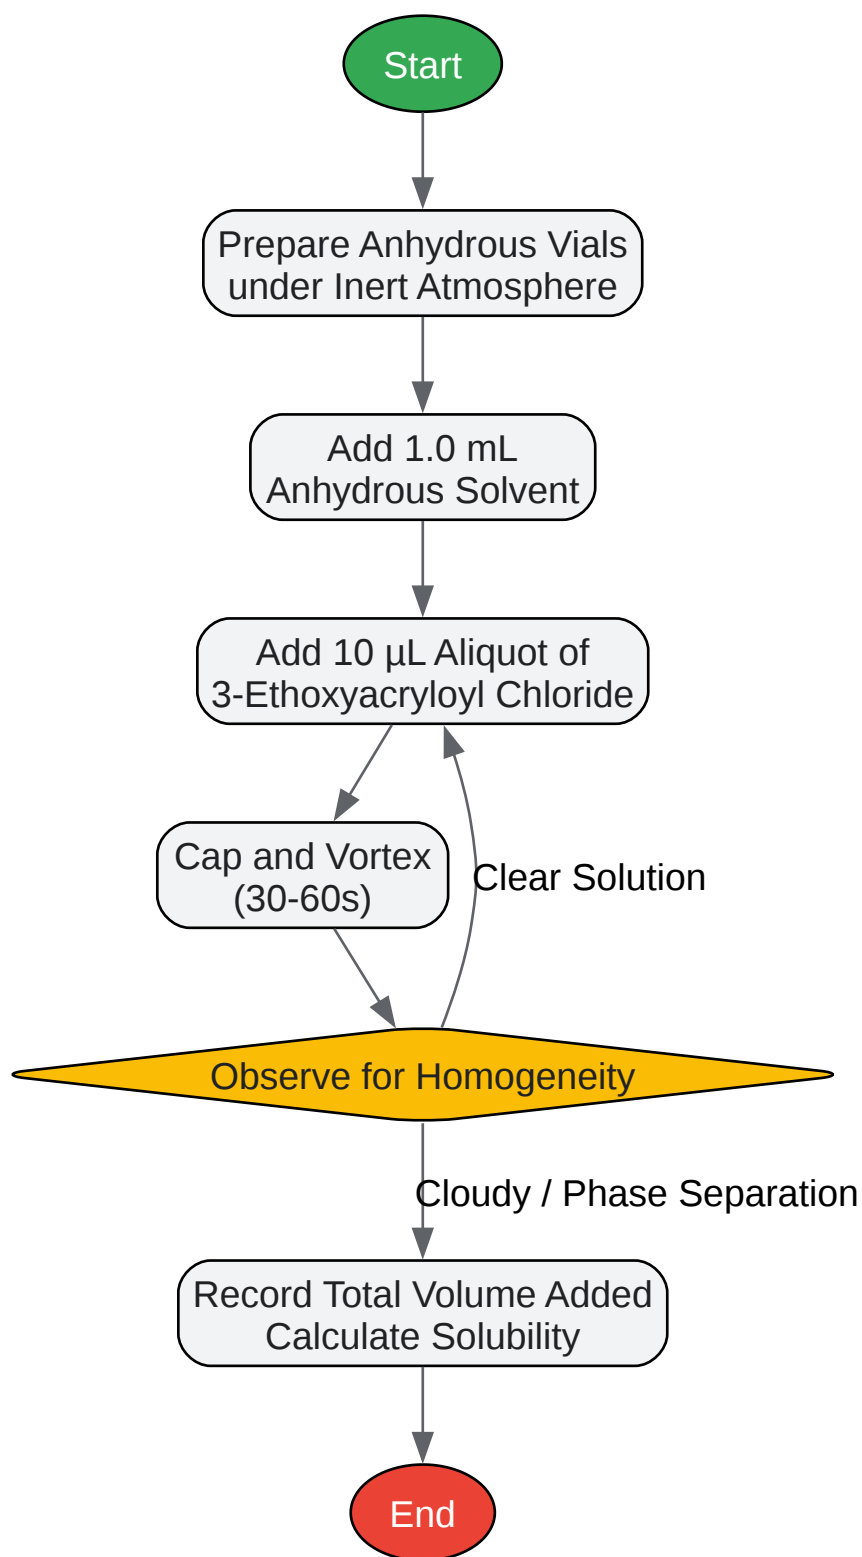 Start
Prepare Anhydrous Vials
under Inert Atmosphere
Add 1.0 mL
Anhydrous Solvent
Add 10 µL Aliquot of
3-Ethoxyacryloyl Chloride
Cap and Vortex
(30-60s)
Clear Solution
Observe for Homogeneity
Cloudy / Phase Separation
Record Total Volume Added
Calculate Solubility
End